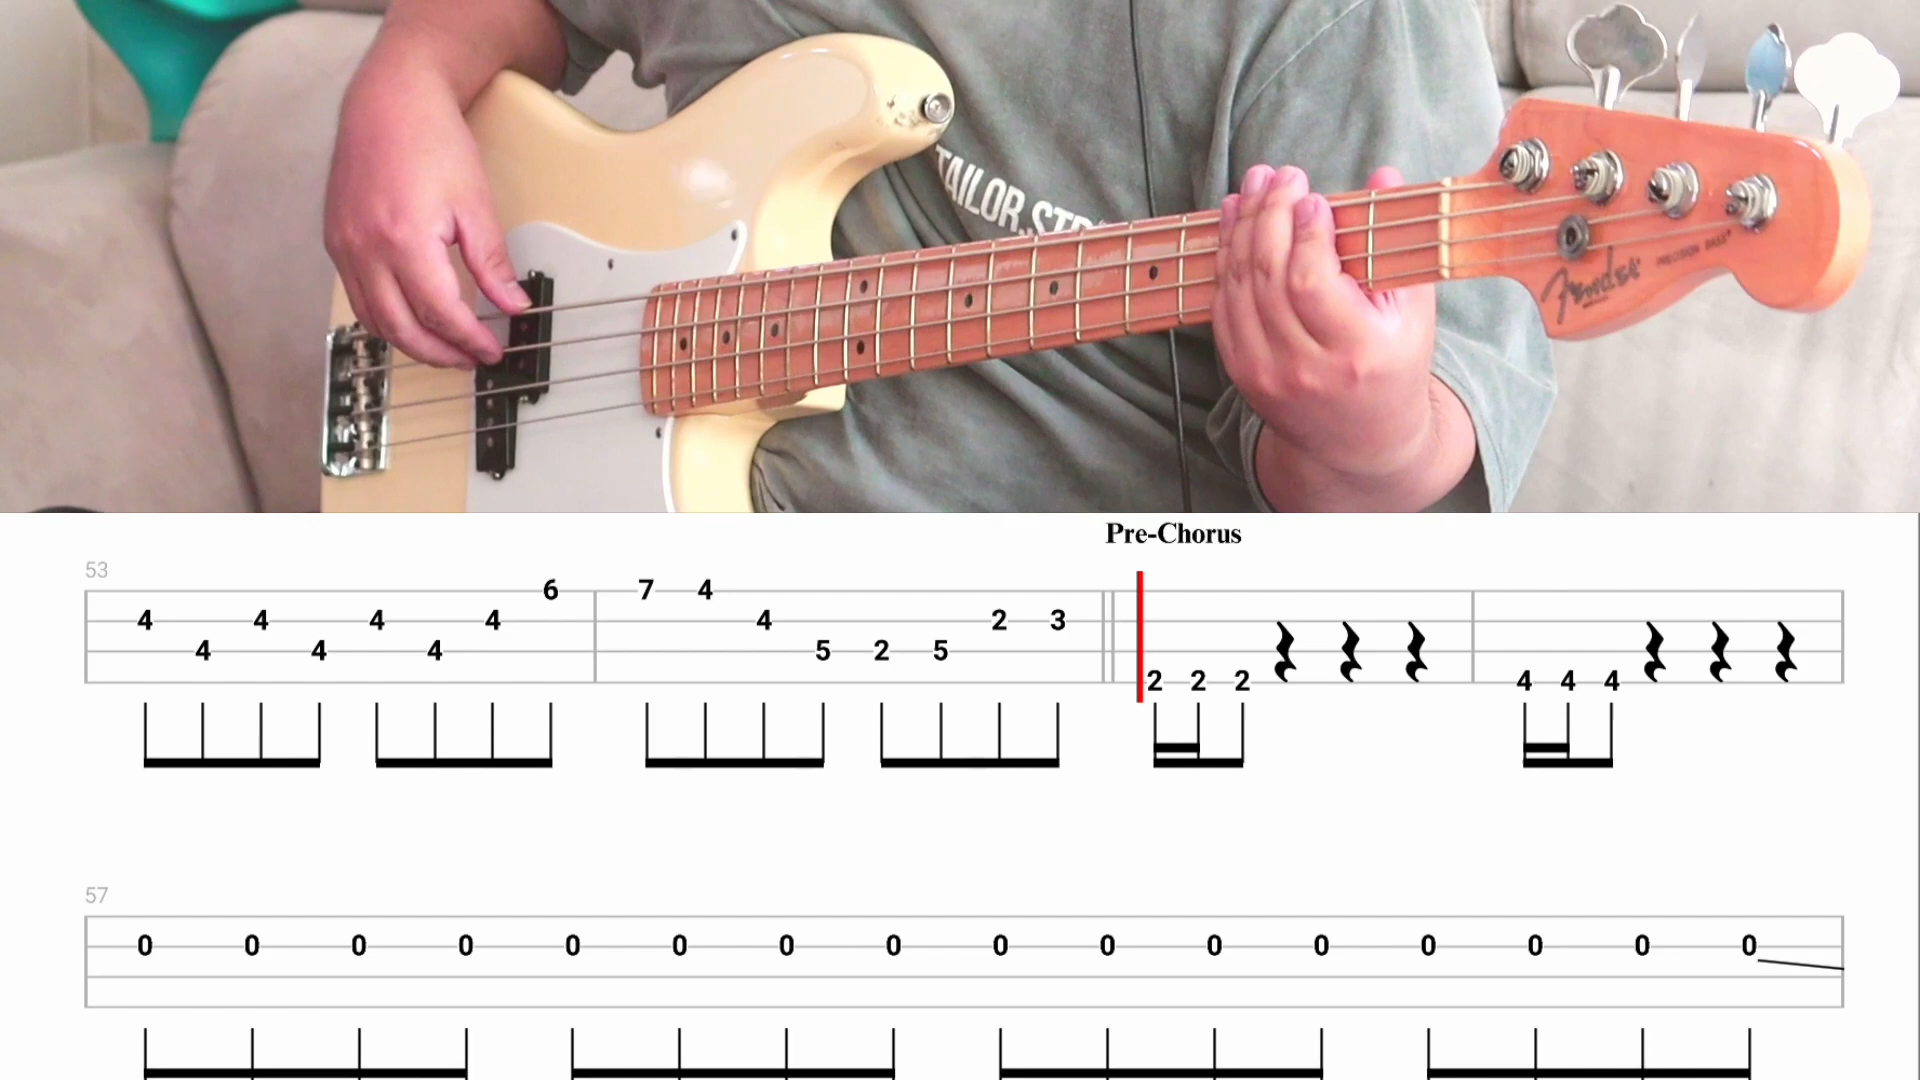 TAILOR.STR
Fender
PRECISION BASS
Pre-Chorus
53
4 4 4 4 4 4 4 6 7 4 4 5 2 5 2 3 2 2 2 4 4 4
57
0 0 0 0 0 0 0 0 0 0 0 0 0 0 0 0